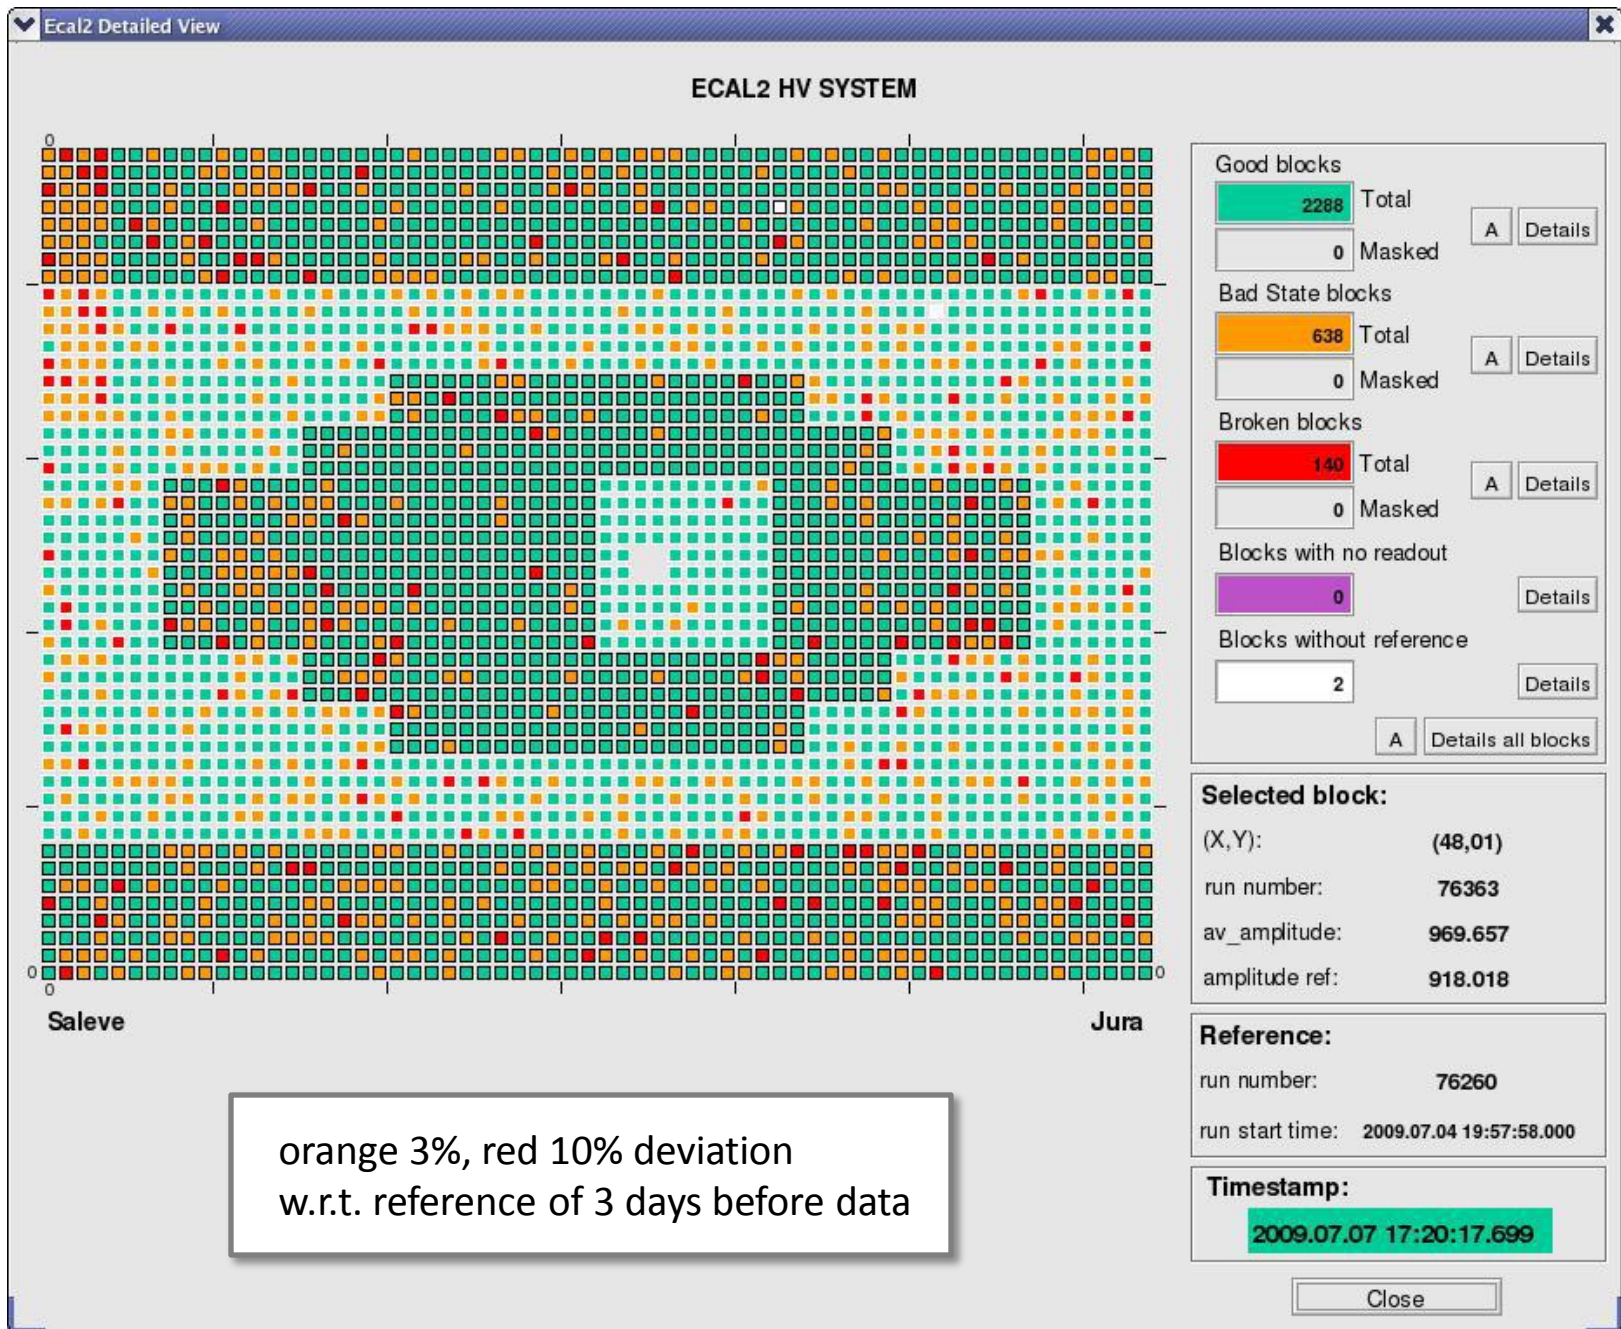 Ecal2 Detailed View
ECAL2 HV SYSTEM
0
0
0
0
Saleve
Jura
Good blocks
2288 Total
0 Masked
A Details
Bad State blocks
638 Total
0 Masked
A Details
Broken blocks
140 Total
0 Masked
A Details
Blocks with no readout
0 Details
Blocks without reference
2 Details
A Details all blocks
Selected block:
(X,Y): (48,01)
run number: 76363
av_amplitude: 969.657
amplitude ref: 918.018
Reference:
run number: 76260
run start time: 2009.07.04 19:57:58.000
Timestamp:
2009.07.07 17:20:17.699
Close
orange 3%, red 10% deviation
w.r.t. reference of 3 days before data